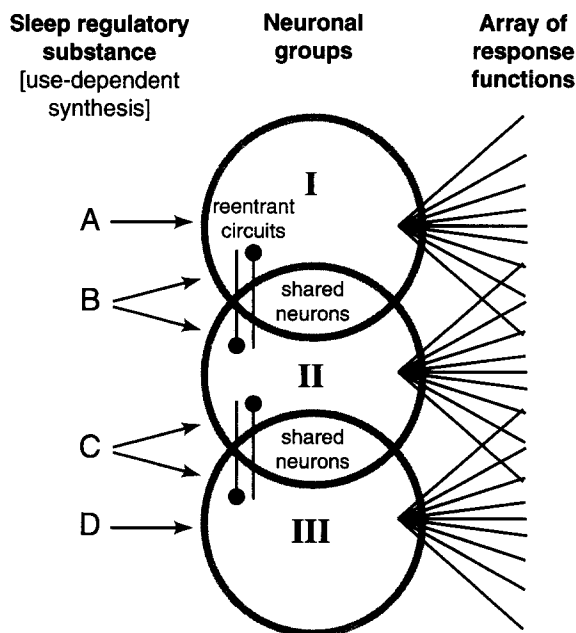 Sleep regulatory
substance
[use-dependent
synthesis]
Neuronal
groups
Array of
response
functions
I
A
reentrant
circuits
B
shared
neurons
II
C
shared
neurons
D
III